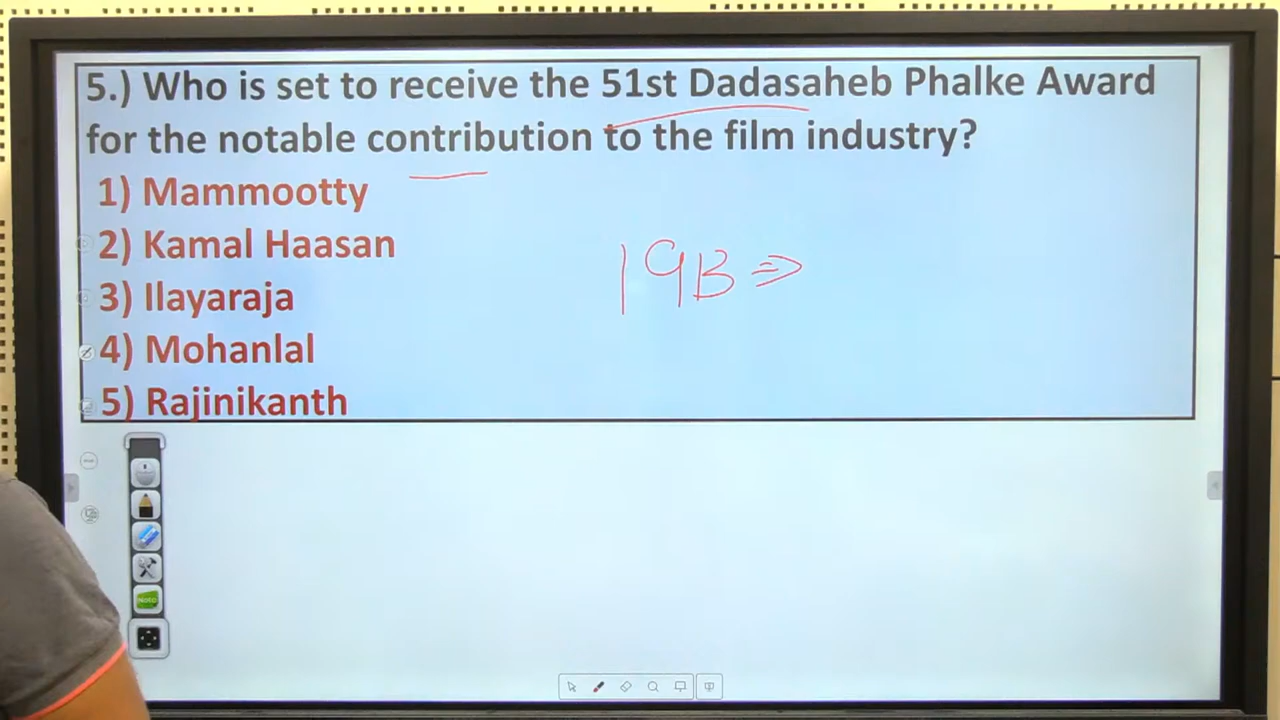 5.) Who is set to receive the 51st Dadasaheb Phalke Award
for the notable contribution to the film industry?
1) Mammootty
2) Kamal Haasan
3) Ilayaraja
4) Mohanlal
5) Rajinikanth
19B ⇒
Note